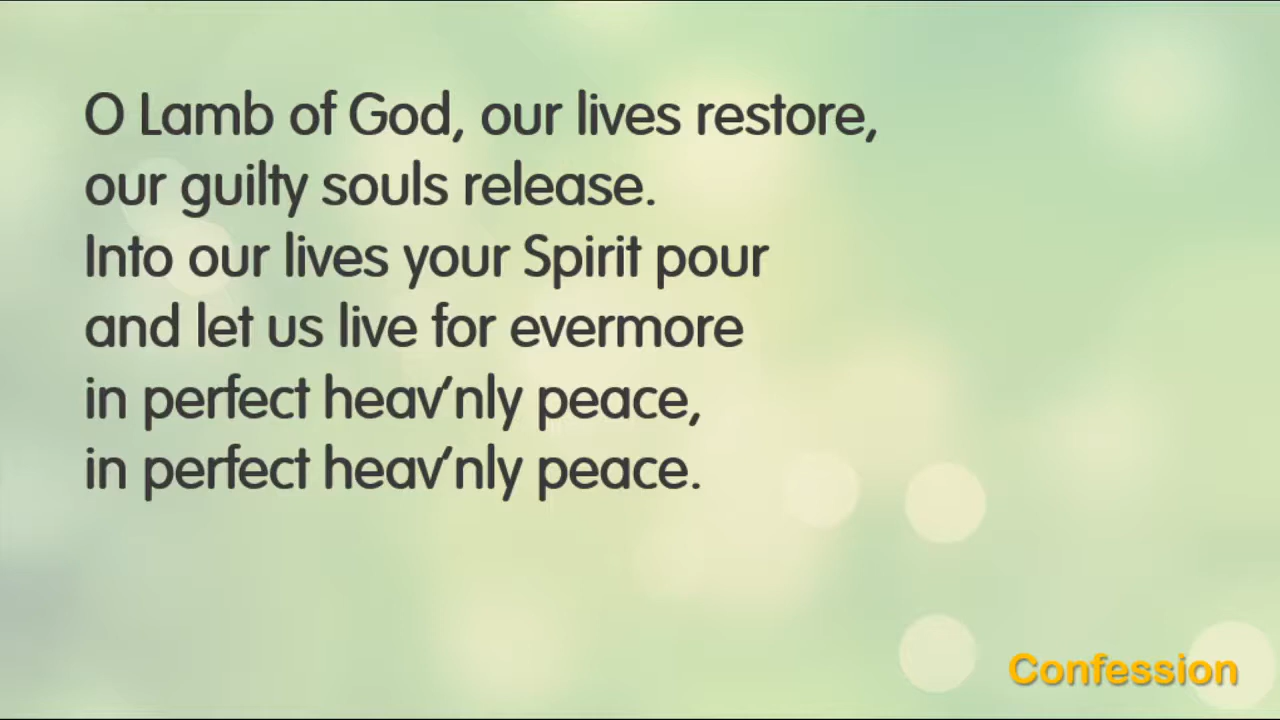 O Lamb of God, our lives restore,
our guilty souls release.
Into our lives your Spirit pour
and let us live for evermore
in perfect heav’nly peace,
in perfect heav’nly peace.
Confession